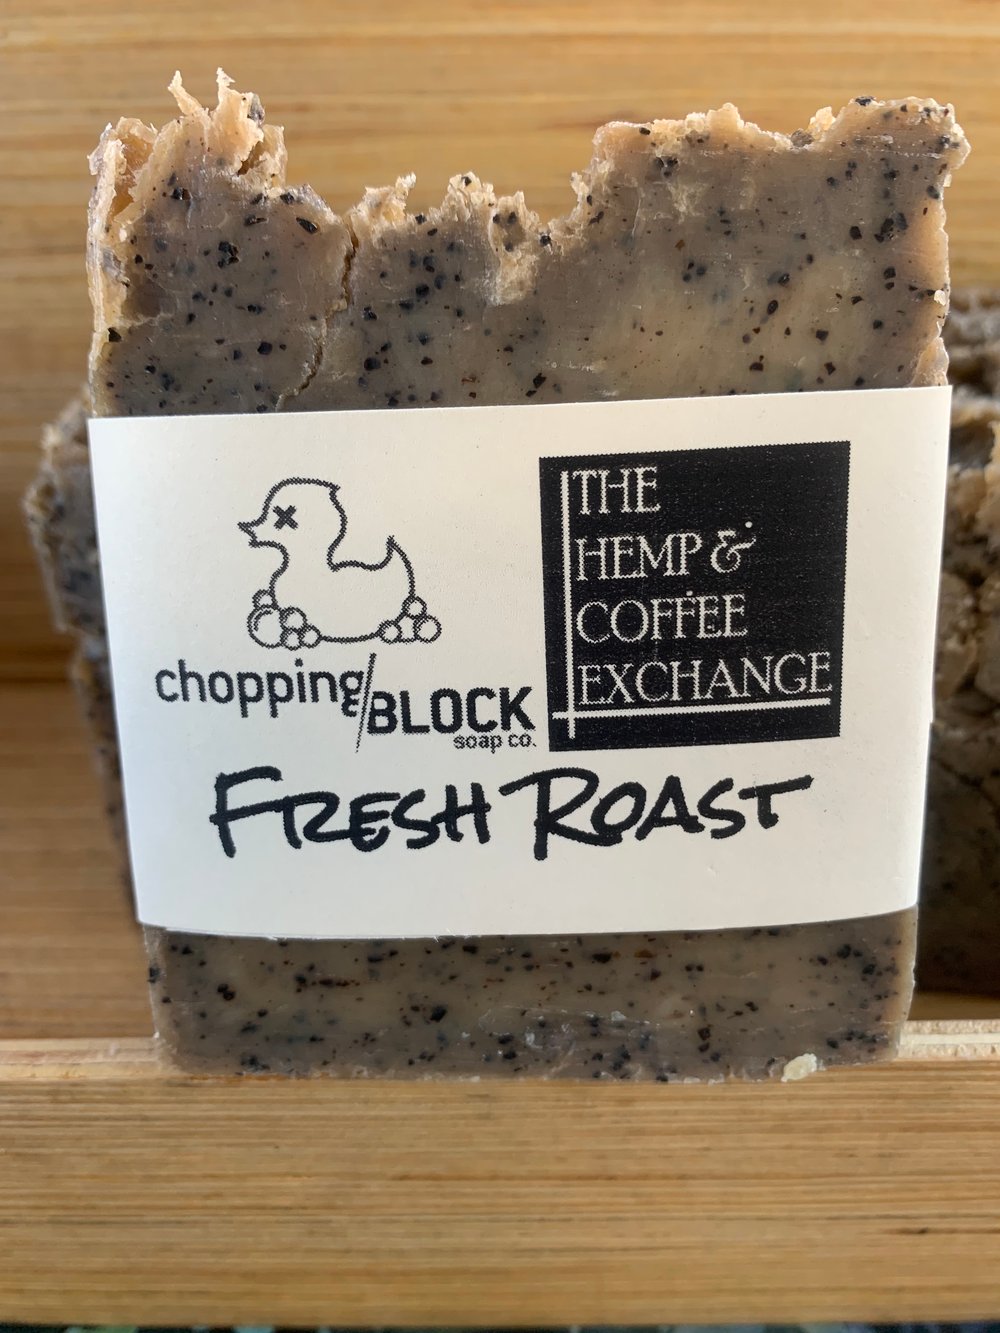 chopping/BLOCK
soap co.
THE
HEMP &
COFFEE
EXCHANGE
FRESH ROAST